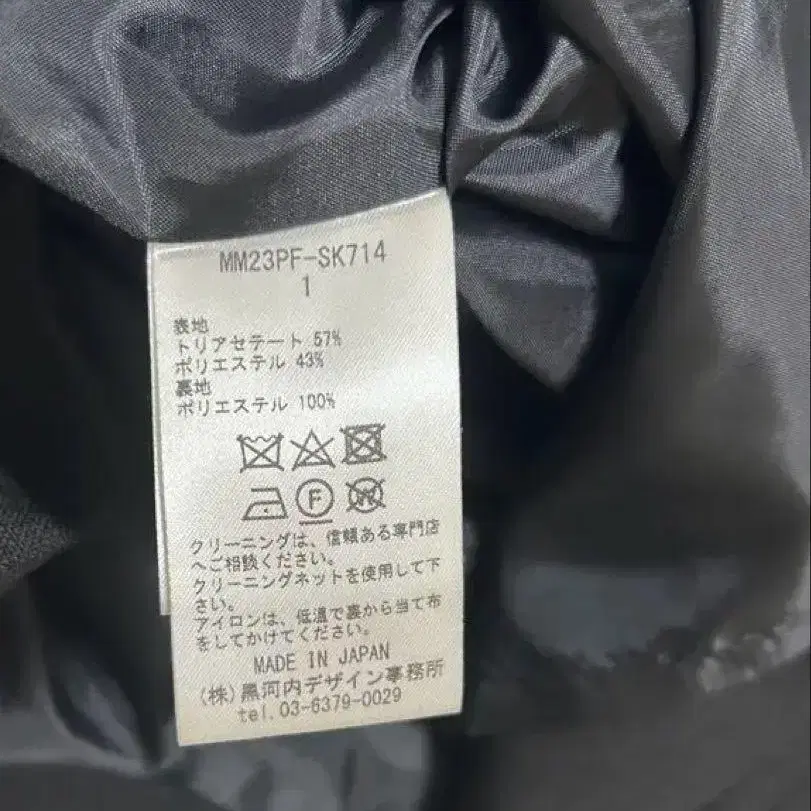 MM23PF-SK714
1
表地
トリアセテート 57%
ポリエステル 43%
裏地
ポリエステル 100%
F
W
クリーニングは、信頼ある専門店
へご相談ください。
クリーニングネットを使用して下
さい。
アイロンは、低温で裏から当て布
をしてかけてください。
MADE IN JAPAN
(株)黒河内デザイン事務所
tel.03-6379-0029